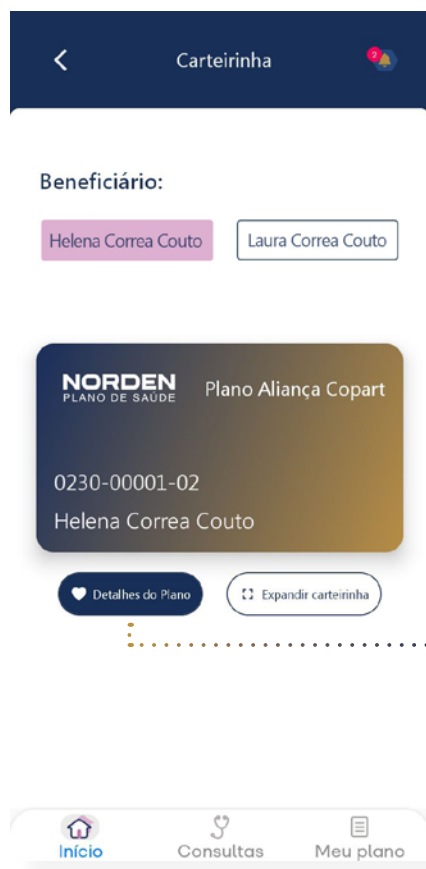 Carteirinha
2
Beneficiário:
Helena Correa Couto
Laura Correa Couto
NORDEN
PLANO DE SAÚDE
Plano Aliança Copart
0230-00001-02
Helena Correa Couto
Detalhes do Plano
Expandir carteirinha
Início
Consultas
Meu plano